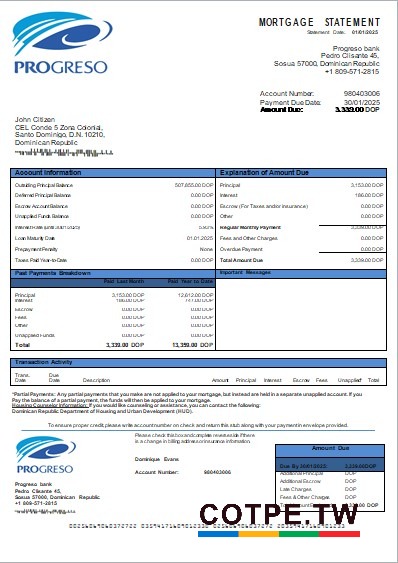 MORTGAGE STATEMENT
Statement Date: 01/01/2025
PROGRESO
Progreso bank
Pedro Clisante 45,
Sosua 57000, Dominican Republic
+1 809-571-2815
Account Number: 980403006
Payment Due Date: 30/01/2025
Amount Due: 3,339.00 DOP
John Citizen
CEL Conde 5 Zona Colonia,
Santo Domingo, D.N. 10210,
Dominican Republic
Account Information
Outstanding Principal Balance 507,655.00 DOP
Deferred Principal Balance 0.00 DOP
Escrow Account Balance 0.00 DOP
Unapplied Funds Balance 0.00 DOP
Loan Maturity Date 01.01.2025
Prepayment Penalty None
Taxes Paid Year-to-Date 0.00 DOP
Explanation of Amount Due
Principal 3,153.00 DOP
Interest 186.00 DOP
Escrow (For Taxes and/or Insurance) 0.00 DOP
Other 0.00 DOP
Regular Monthly Payment 3,339.00 DOP
Fees and Other Charges 0.00 DOP
Overdue Payment 0.00 DOP
Total Amount Due 3,339.00 DOP
Past Payments Breakdown
Paid Last Month Paid Year to Date
Principal 3,153.00 DOP 12,612.00 DOP
Interest 186.00 DOP
Escrow 0.00 DOP 0.00 DOP
Fees 0.00 DOP 0.00 DOP
Other 0.00 DOP 0.00 DOP
Unapplied Funds 0.00 DOP 0.00 DOP
Total 3,339.00 DOP 13,359.00 DOP
Important Messages
Transaction Activity
Trans. Date Due Date Description Amount Principal Interest Escrow Fees Unapplied Total
*Partial Payments: Any partial payments that you make are not applied to your mortgage, but instead are held in a separate unapplied account. If you
Pay the balance of a partial payment, the funds will then be applied to your mortgage.
Housing Counselor Information: If you would like counseling or assistance, you can contact the following:
Dominican Republic Department of Housing and Urban Development (HUD).
To ensure proper credit, please write account number on check and return this stub along with your payment in envelope provided.
Please check this box and complete reverse side if there
is a change in billing address or insurance information
PROGRESO
Dominique Evans
Account Number: 980403006
Progreso bank
Pedro Clisante 45,
Sosua 57000, Dominican Republic
+1 809-571-2815
Amount Due
Due By 30/01/2025: 3,339.00 DOP
Additional Principal DOP
Additional Escrow DOP
Late Charges DOP
Fees & Other Charges DOP
COTPE.TW